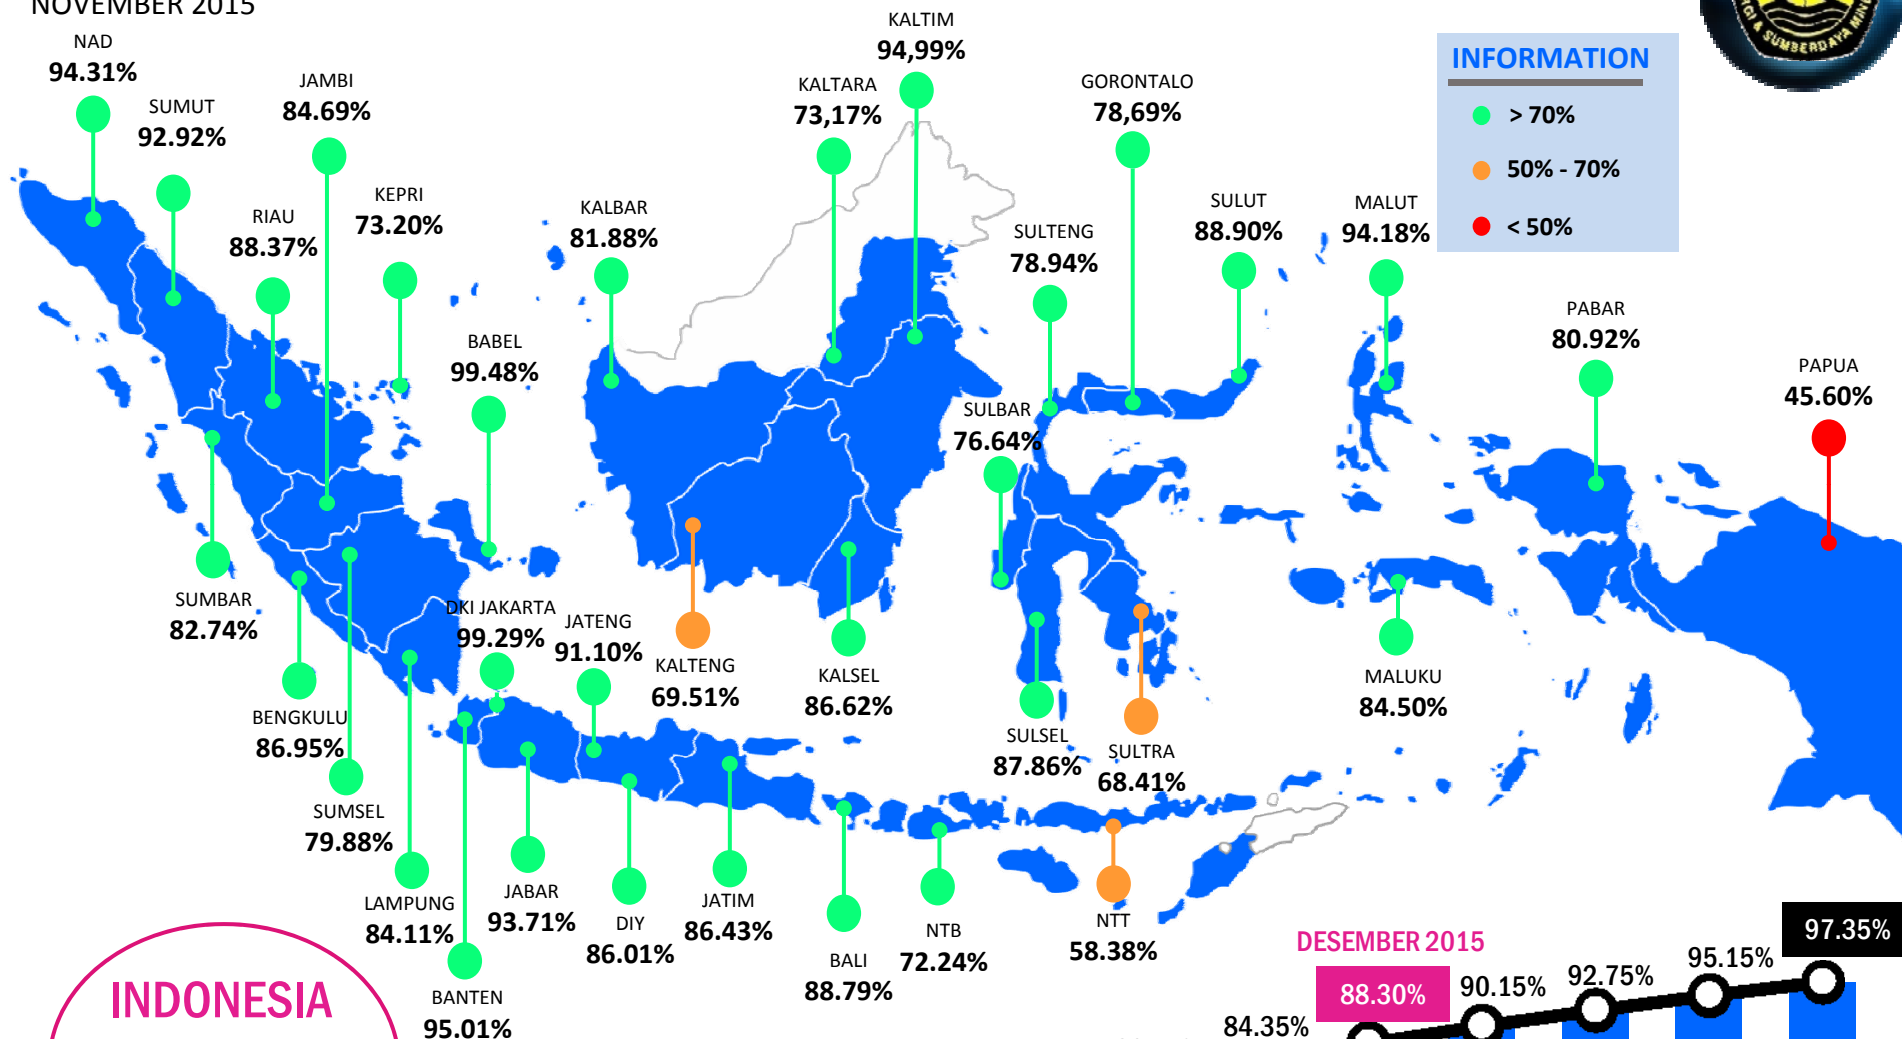 NOVEMBER 2015
NAD
94.31%
SUMUT
92.92%
JAMBI
84.69%
RIAU
88.37%
KEPRI
73.20%
BABEL
99.48%
KALBAR
81.88%
KALTARA
73,17%
KALTIM
94,99%
GORONTALO
78,69%
SULTENG
78.94%
SULUT
88.90%
MALUT
94.18%
INFORMATION
> 70%
50% - 70%
< 50%
RGI & SUMBERDAYA MIN
PABAR
80.92%
PAPUA
45.60%
SULBAR
76.64%
SUMBAR
82.74%
BENGKULU
86.95%
SUMSEL
79.88%
LAMPUNG
84.11%
BANTEN
95.01%
DKI JAKARTA
99.29%
JATENG
91.10%
JABAR
93.71%
DIY
86.01%
JATIM
86.43%
KALTENG
69.51%
KALSEL
86.62%
SULSEL
87.86%
SULTRA
68.41%
MALUKU
84.50%
BALI
88.79%
NTB
72.24%
NTT
58.38%
INDONESIA
DESEMBER 2015
84.35%
88.30%
90.15%
92.75%
95.15%
97.35%